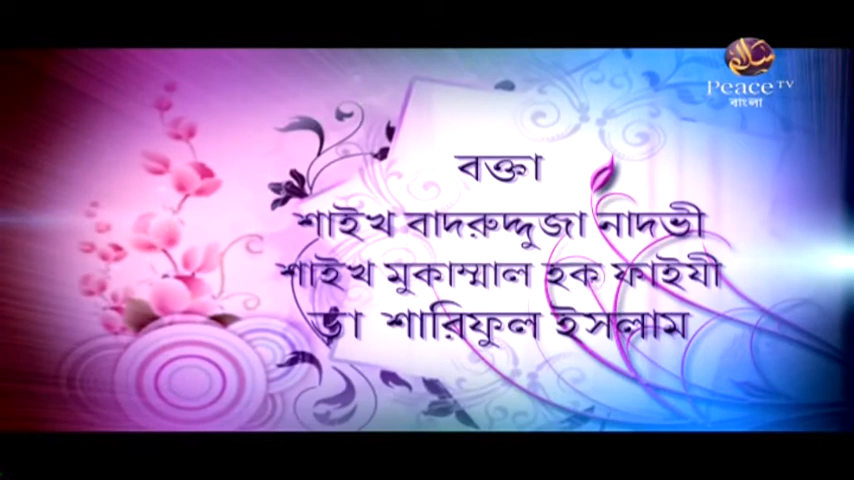 Peace TV
বাংলা
বক্তা
শাইখ বাদরুদ্দুজা নাদভী
শাইখ মুকাম্মাল হক ফাইযী
ডা শারিফুল ইসলাম